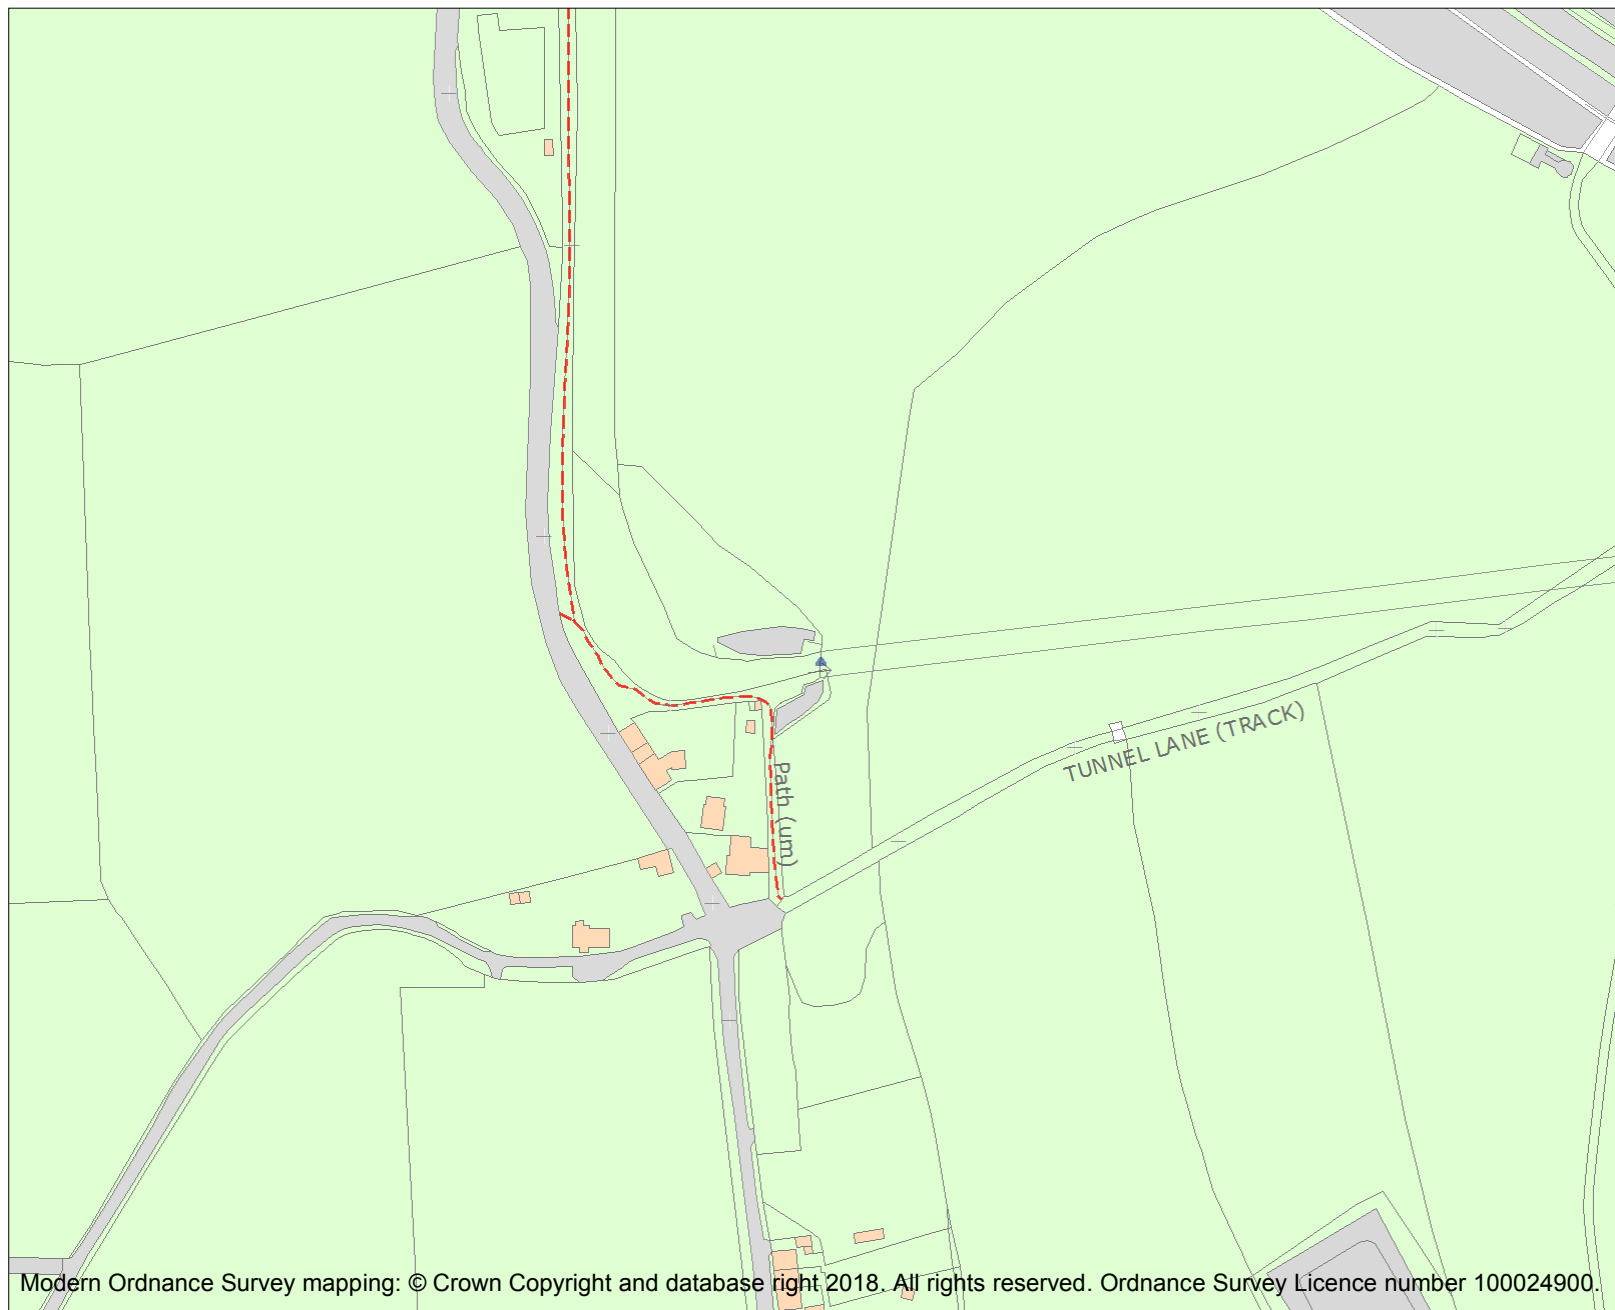 TUNNEL LANE (TRACK)
Path (um)
Modern Ordnance Survey mapping: © Crown Copyright and database right 2018. All rights reserved. Ordnance Survey Licence number 100024900.